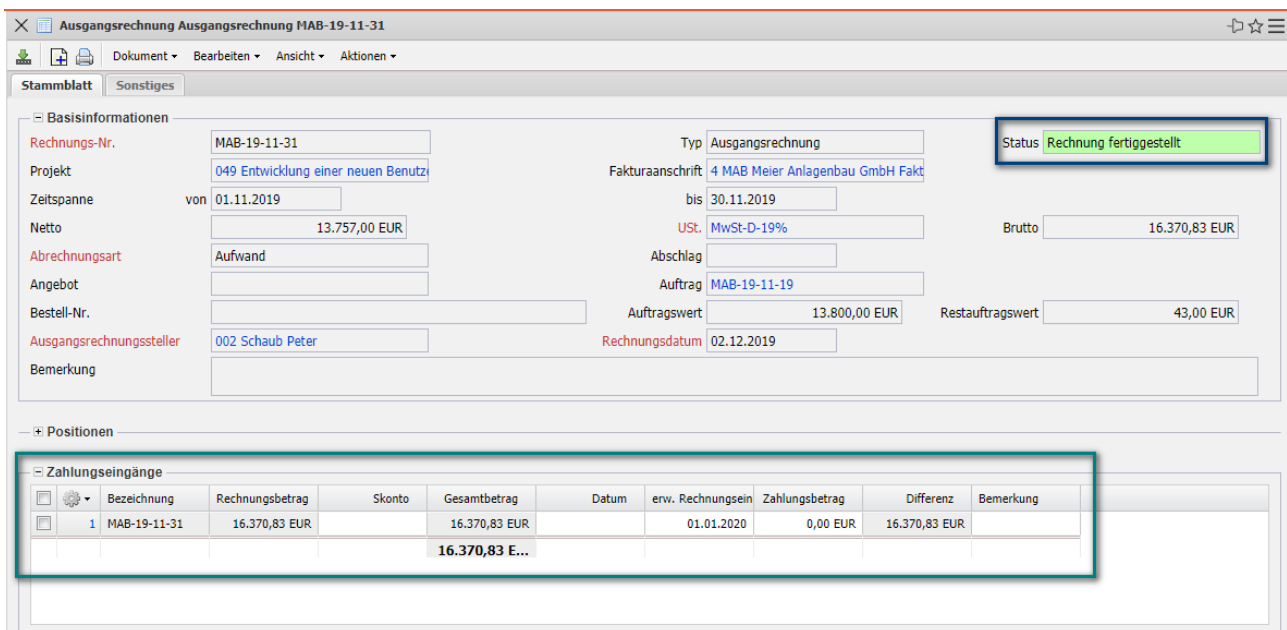 Ausgangsrechnung Ausgangsrechnung MAB-19-11-31
Dokument Bearbeiten Ansicht Aktionen
Stammblatt Sonstiges
Basisinformationen
Rechnungs-Nr. MAB-19-11-31 Typ Ausgangsrechnung Status Rechnung fertiggestellt
Projekt 049 Entwicklung einer neuen Benutze Fakturaanschrift 4 MAB Meier Anlagenbau GmbH Fakt
Zeitspanne von 01.11.2019 bis 30.11.2019
Netto 13.757,00 EUR USt. MwSt-D-19% Brutto 16.370,83 EUR
Abrechnungsart Aufwand Abschlag
Angebot Auftrag MAB-19-11-19
Bestell-Nr. Auftragswert 13.800,00 EUR Restauftragswert 43,00 EUR
Ausgangsrechnungssteller 002 Schaub Peter Rechnungsdatum 02.12.2019
Bemerkung
Positionen
Zahlungseingänge
Bezeichnung Rechnungsbetrag Skonto Gesamtbetrag Datum erw. Rechnungsein Zahlungsbetrag Differenz Bemerkung
1 MAB-19-11-31 16.370,83 EUR 16.370,83 EUR 01.01.2020 0,00 EUR 16.370,83 EUR
16.370,83 E...